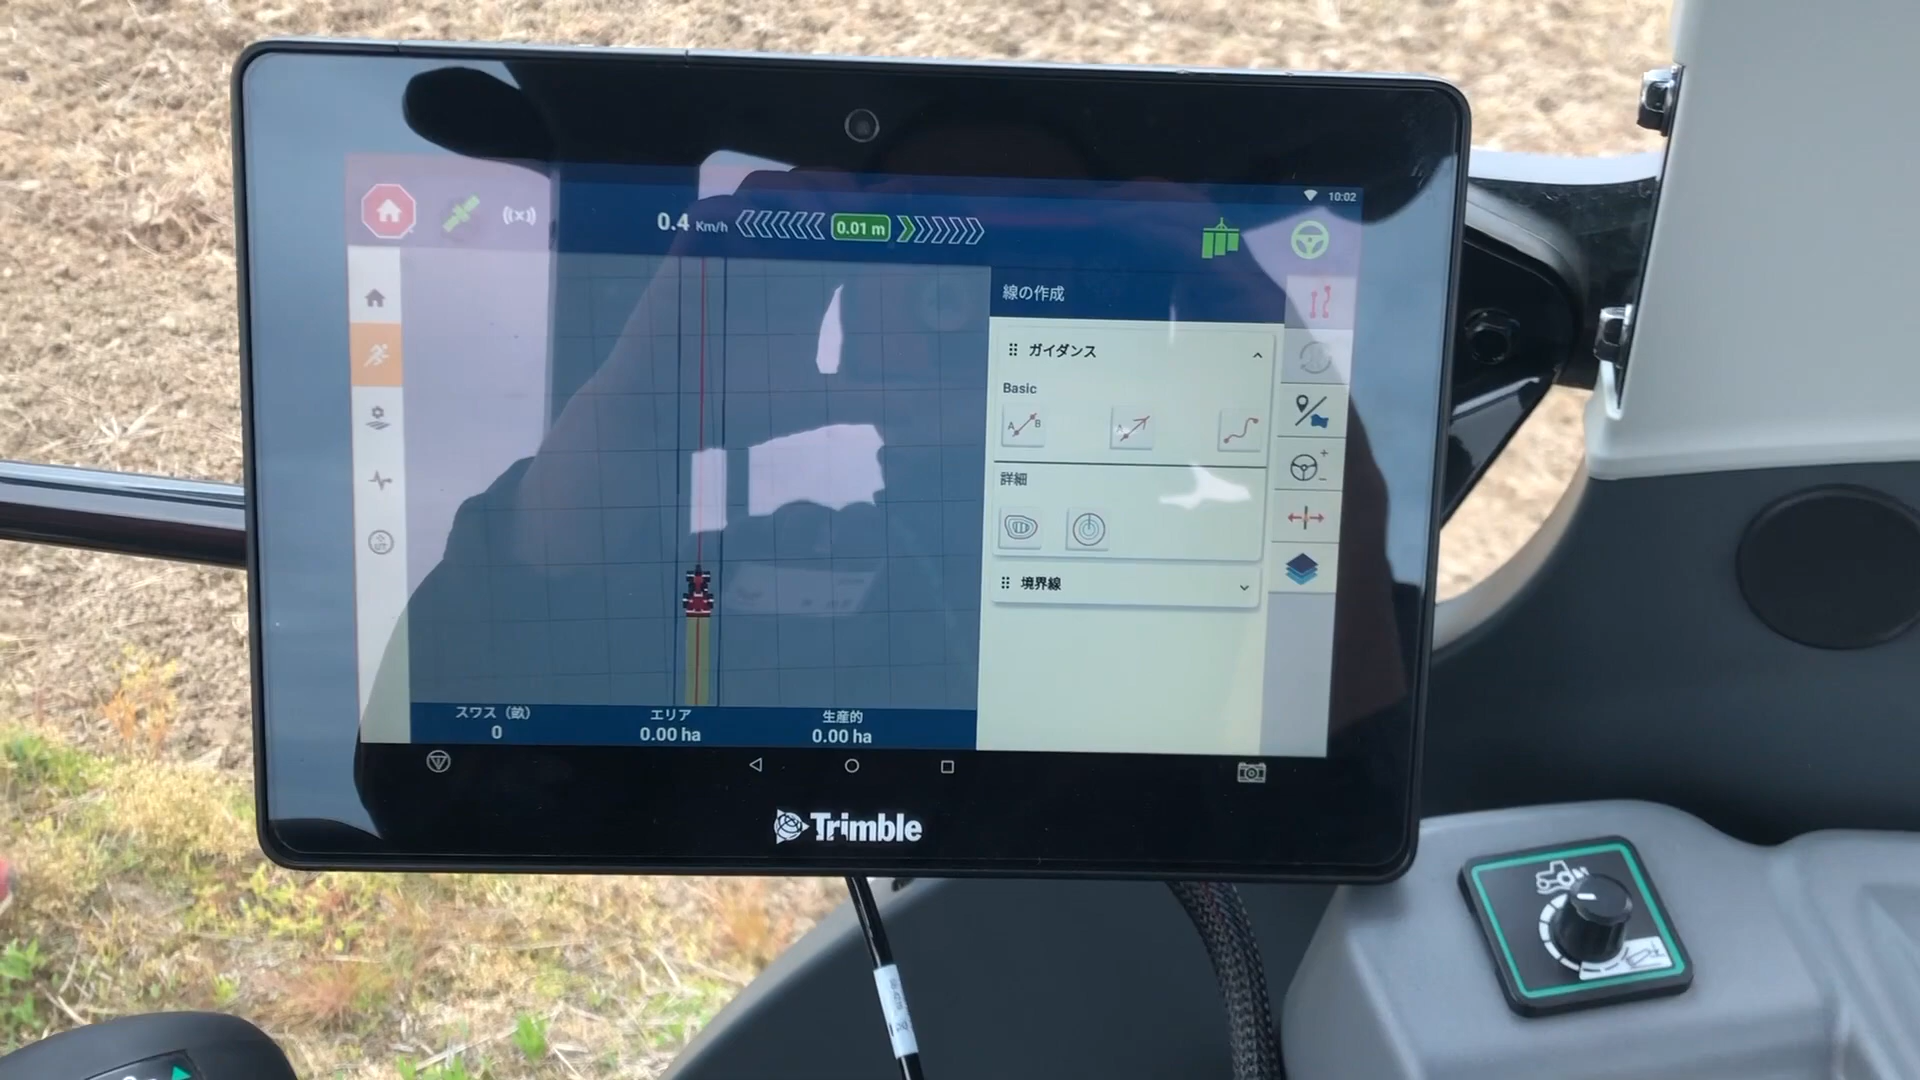 10:02
0.4 Km/h
0.01 m
線の作成
ガイダンス
Basic
A B
A
詳細
境界線
スワス（畝）
0
エリア
0.00 ha
生産的
0.00 ha
Trimble